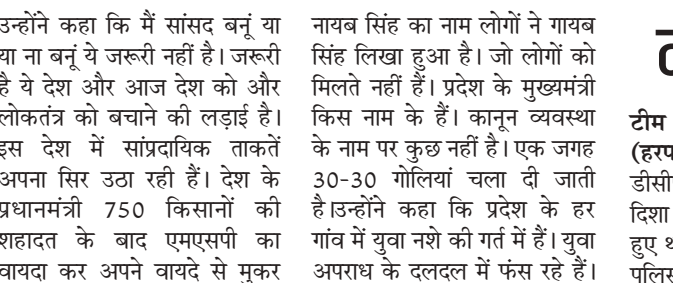 उन्होंने कहा कि मैं सांसद बनूं या
या ना बनूं ये जरूरी नहीं है। जरूरी
है ये देश और आज देश को और
लोकतंत्र को बचाने की लड़ाई है।
इस देश में सांप्रदायिक ताकतें
अपना सिर उठा रही हैं। देश के
प्रधानमंत्री 750 किसानों की
शहादत के बाद एमएसपी का
वायदा कर अपने वायदे से मुकर
नायब सिंह का नाम लोगों ने गायब
सिंह लिखा हुआ है। जो लोगों को
मिलते नहीं हैं। प्रदेश के मुख्यमंत्री
किस नाम के हैं। कानून व्यवस्था
के नाम पर कुछ नहीं है। एक जगह
30-30 गोलियां चला दी जाती
है।उन्होंने कहा कि प्रदेश के हर
गांव में युवा नशे की गर्त में हैं। युवा
अपराध के दलदल में फंस रहे हैं।
टीम
(हरप
डीसी
दिशा
हुए
पुलिस